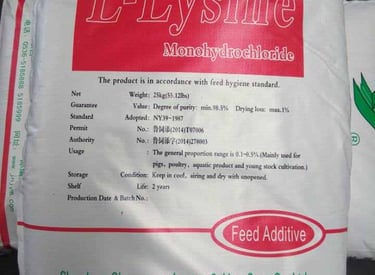 L-Lysine
Monohydrochloride
The product is in accordance with feed hygiene standard.
Net Weight: 25kg(55.12lbs)
Guarantee Value: Degree of purity: min.98.5% Drying loss: max.1%
Standard Adopted: NY39-1987
Permit No.: (2014)T07006
Authority No.: (2014)278003
Usage : The general proportion range is 0.1~0.5% (Mainly used for
pigs, poultry, aquatic product and young stock cultivation.)
Storage Condition: Keep in cool, airing and dry with unopened.
Shelf Life: 2 years
Production Date & Batch No.:
Feed Additive